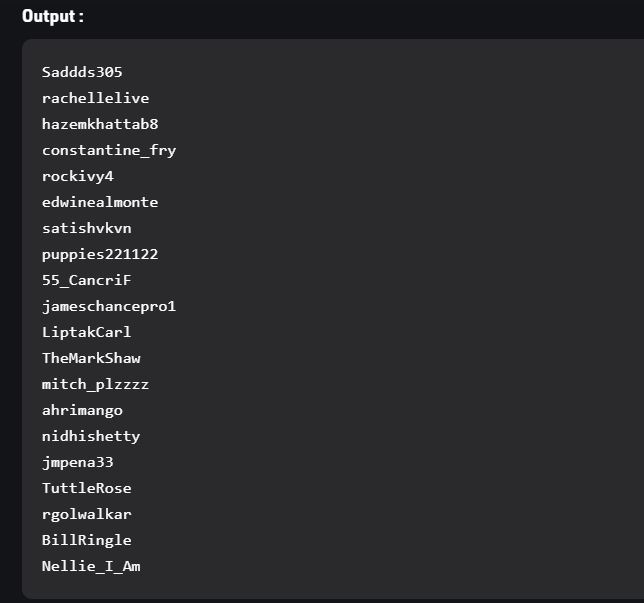 Output :
Saddds305
rachellelive
hazemkhattab8
constantine_fry
rockivy4
edwinealmonte
satishvkvn
puppies221122
55_CancriF
jameschancepro1
LiptakCarl
TheMarkShaw
mitch_plzzzz
ahrimango
nidhishetty
jmpena33
TuttleRose
rgolwalkar
BillRingle
Nellie_I_Am